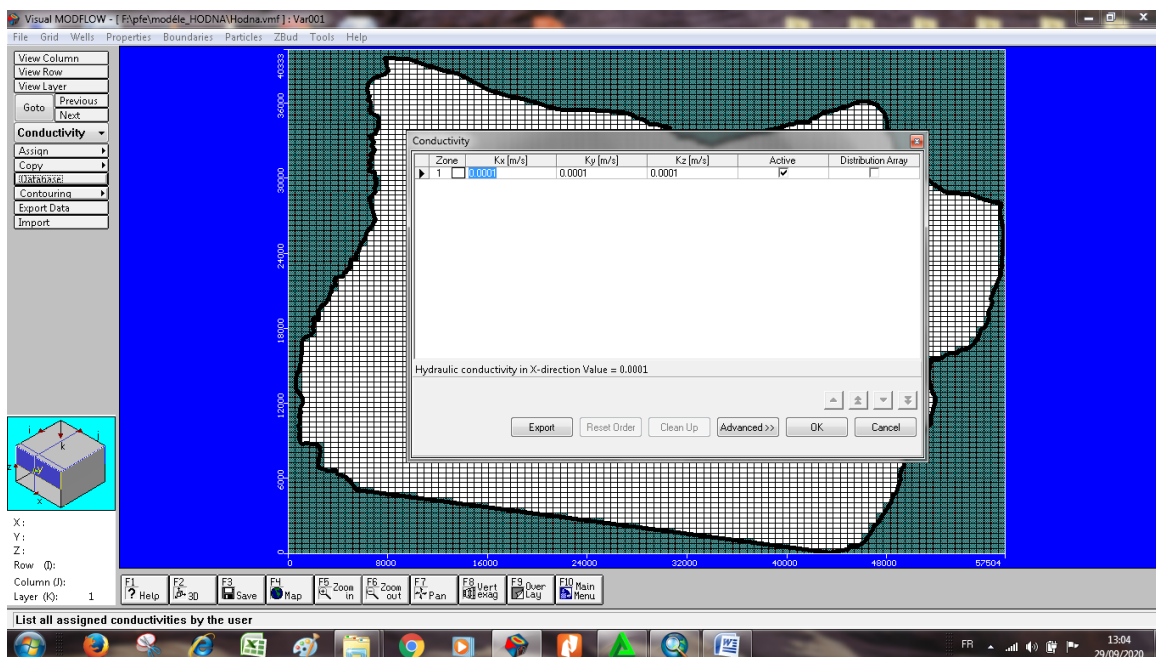 Visual MODFLOW - [ F:\pfe\modéle_HODNA\Hodna.vmf ] : Var001
File Grid Wells Properties Boundaries Particles ZBud Tools Help
View Column
View Row
View Layer
Goto Previous
Next
Conductivity
Assign
Copy
Database
Contouring
Export Data
Import
40333
36000
30000
24000
18000
12000
6000
0
0 8000 16000 24000 32000 40000 48000 57504
Conductivity
Zone Kx [m/s] Ky [m/s] Kz [m/s] Active Distribution Array
1 0.0001 0.0001 0.0001
Hydraulic conductivity in X-direction Value = 0.0001
Export Reset Order Clean Up Advanced >> OK Cancel
i j
k
z y
x
X :
Y :
Z :
Row (I):
Column (J):
Layer (K): 1
F1 ? Help F2 3D F3 Save F4 Map F5 Zoom in F6 Zoom out F7 Pan F8 Vert exag F9 Over Lay F10 Main Menu
List all assigned conductivities by the user
FR 13:04
29/09/2020